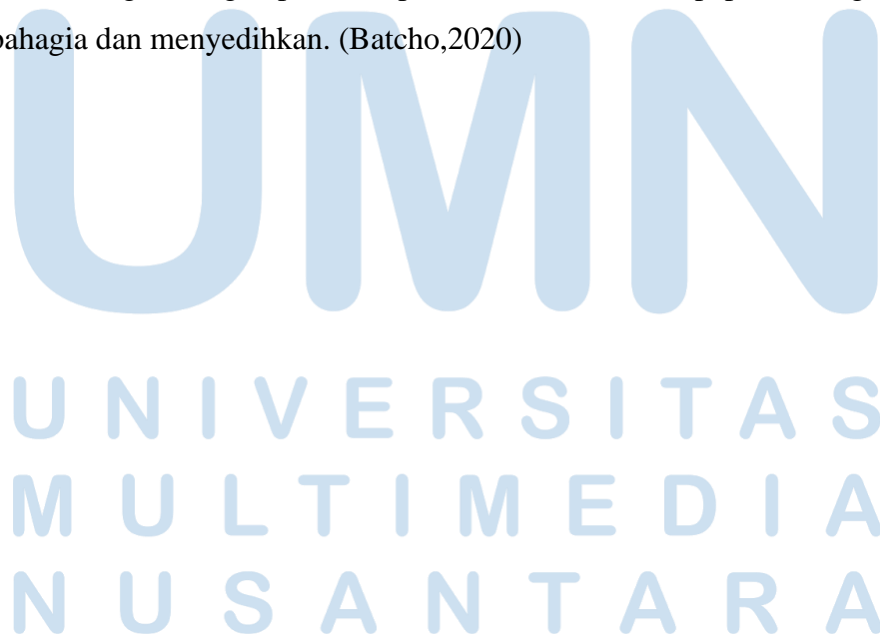 bahagia dan menyedihkan. (Batcho,2020)
UMN
UNIVERSITAS
MULTIMEDIA
NUSANTARA